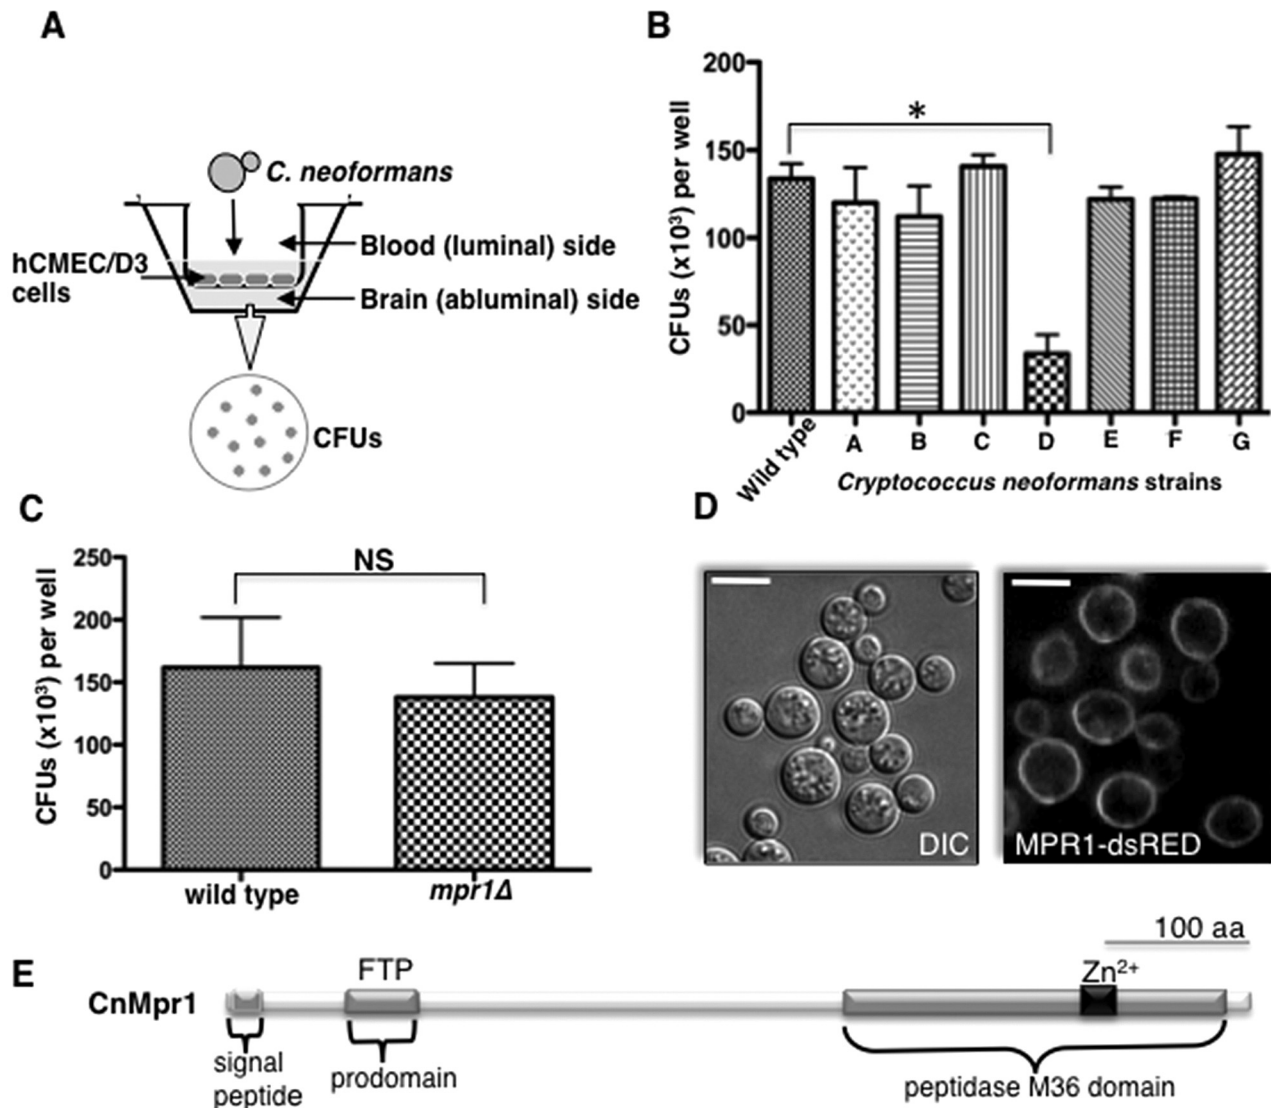 A
C. neoformans
Blood (luminal) side
hCMEC/D3
cells
Brain (abluminal) side
CFUs
B
CFUs (x10³) per well
200
150
100
50
0
*
Wild type
A
B
C
D
E
F
G
Cryptococcus neoformans strains
C
CFUs (x10³) per well
250
200
150
100
50
0
NS
wild type
mpr1Δ
D
DIC
MPR1-dsRED
E
100 aa
FTP
Zn²⁺
CnMpr1
signal
peptide
prodomain
peptidase M36 domain